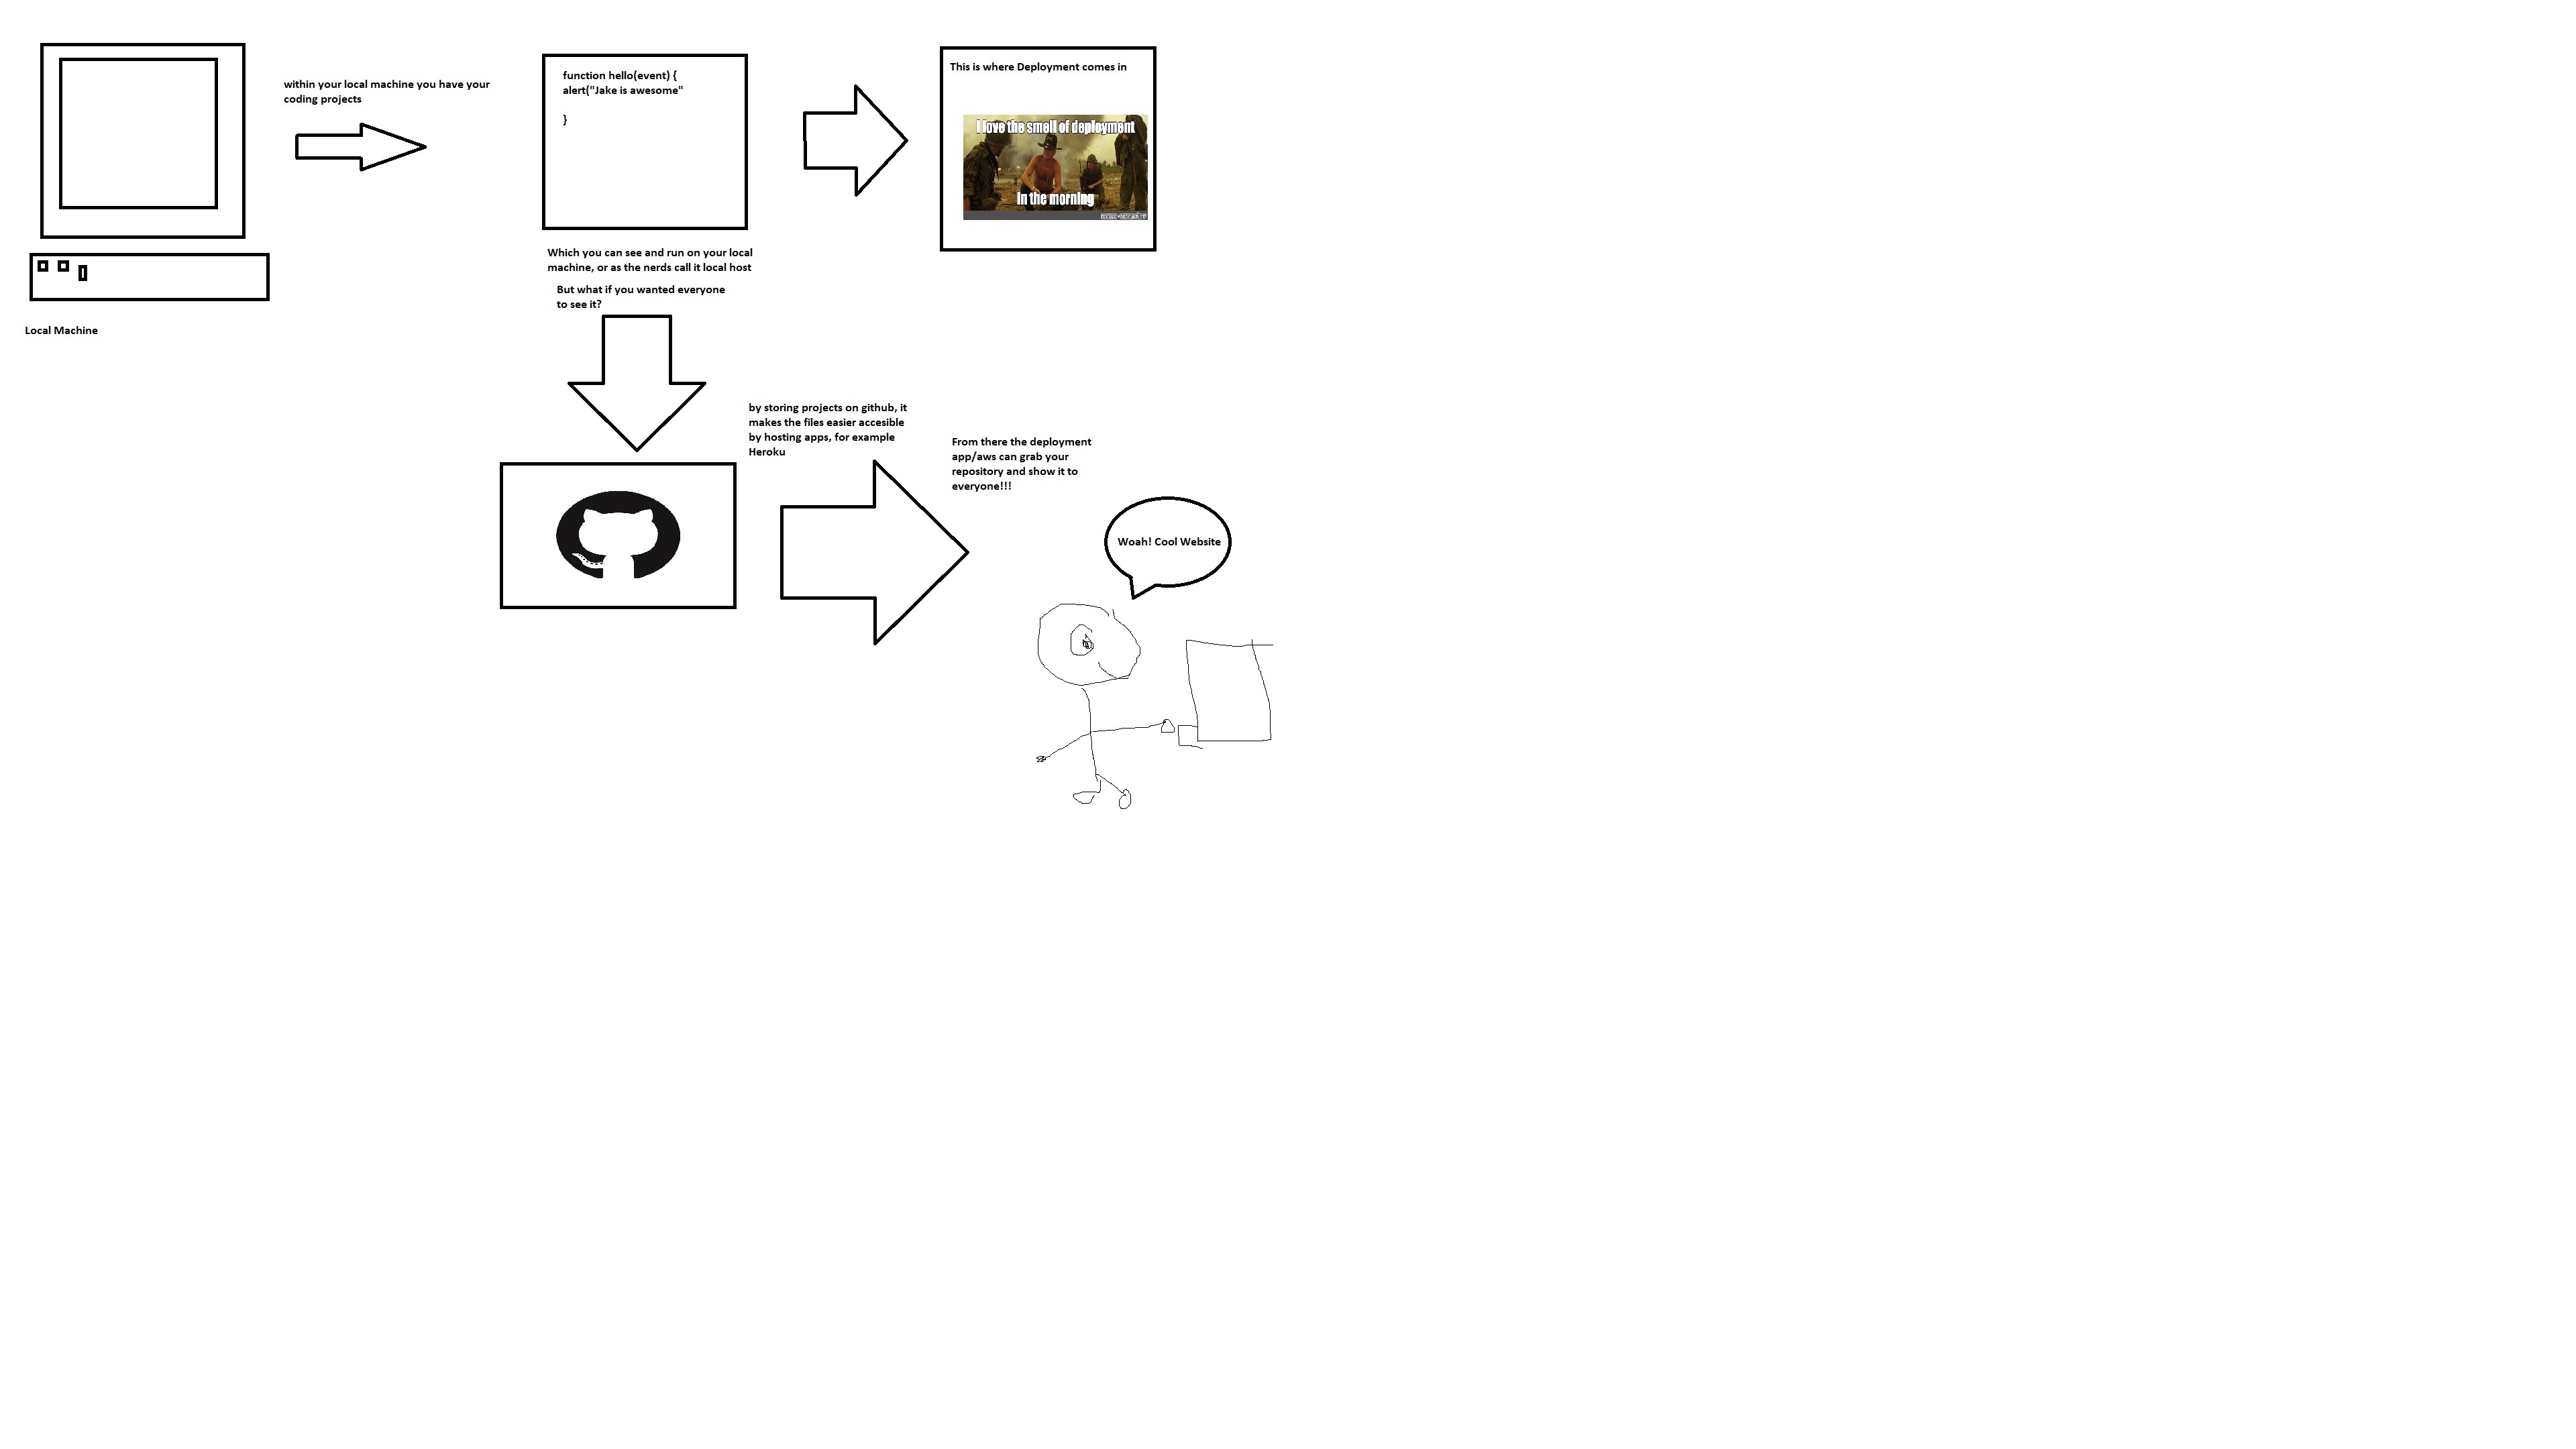 within your local machine you have your
coding projects
Local Machine
function hello(event) {
alert("Jake is awesome"
}
Which you can see and run on your local
machine, or as the nerds call it local host
But what if you wanted everyone
to see it?
This is where Deployment comes in
I love the smell of deployment
In the morning
by storing projects on github, it
makes the files easier accesible
by hosting apps, for example
Heroku
From there the deployment
app/aws can grab your
repository and show it to
everyone!!!
Woah! Cool Website